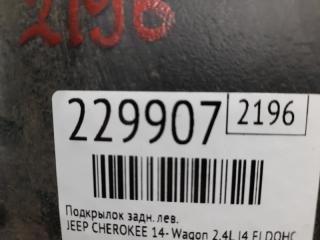 2196
229907 2196
Подкрылок задн.лев.
JEEP CHEROKEE 14- Wagon 2.4L I4 FI DOHC